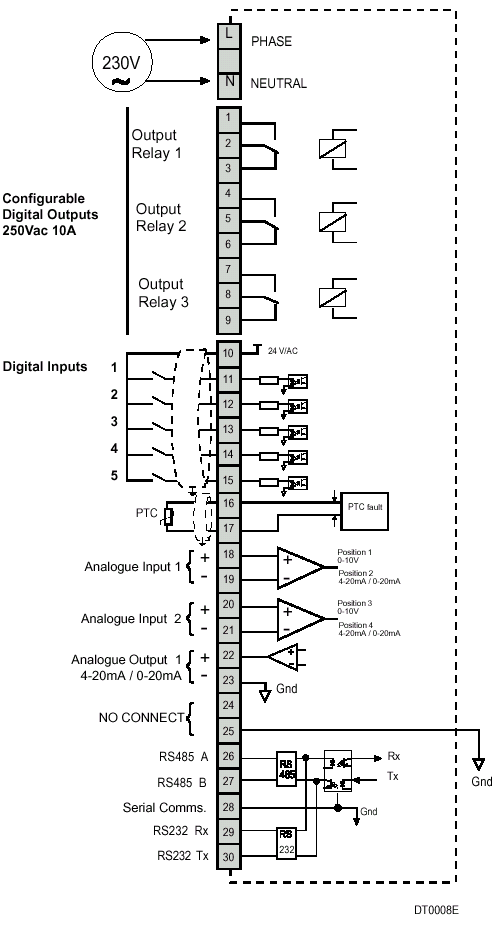 L
PHASE
230V
N
NEUTRAL
Configurable
Digital Outputs
250Vac 10A
Output
Relay 1
1
2
3
Output
Relay 2
4
5
6
Output
Relay 3
7
8
9
Digital Inputs
10
24 V/AC
1
11
2
12
3
13
4
14
5
15
PTC
16
17
PTC fault
Analogue Input 1
+
-
18
19
+
-
Position 1
0-10V
Position 2
4-20mA / 0-20mA
Analogue Input 2
+
-
20
21
+
-
Position 3
0-10V
Position 4
4-20mA / 0-20mA
Analogue Output 1
4-20mA / 0-20mA
+
-
22
23
+
-
Gnd
NO CONNECT
24
25
Gnd
RS485 A
26
RS
485
Rx
RS485 B
27
Tx
Serial Comms.
28
Gnd
RS232 Rx
29
RS
232
RS232 Tx
30
DT0008E